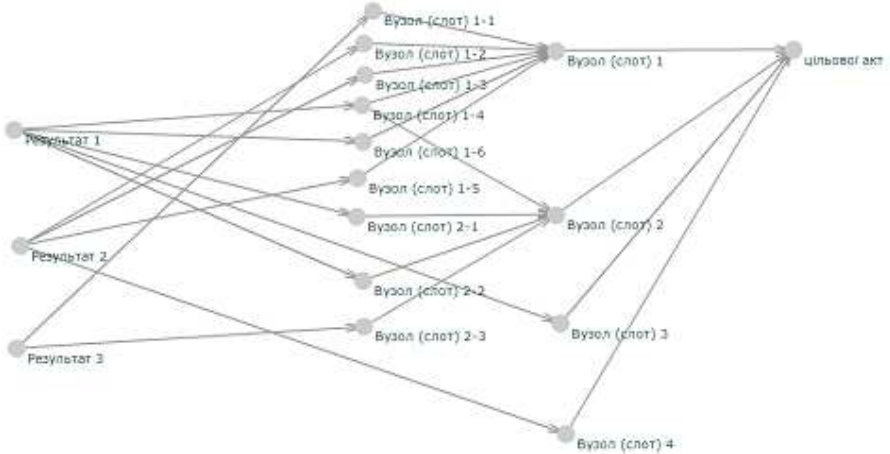 Вузол (слот) 1-1
Вузол (слот) 1-2
Вузол (слот) 1
цільової акт
Вузол (слот) 1-3
Вузол (слот) 1-4
Результат 1
Вузол (слот) 1-6
Вузол (слот) 1-5
Вузол (слот) 2-1
Вузол (слот) 2
Результат 2
Вузол (слот) 2-2
Вузол (слот) 2-3
Вузол (слот) 3
Результат 3
Вузол (слот) 4